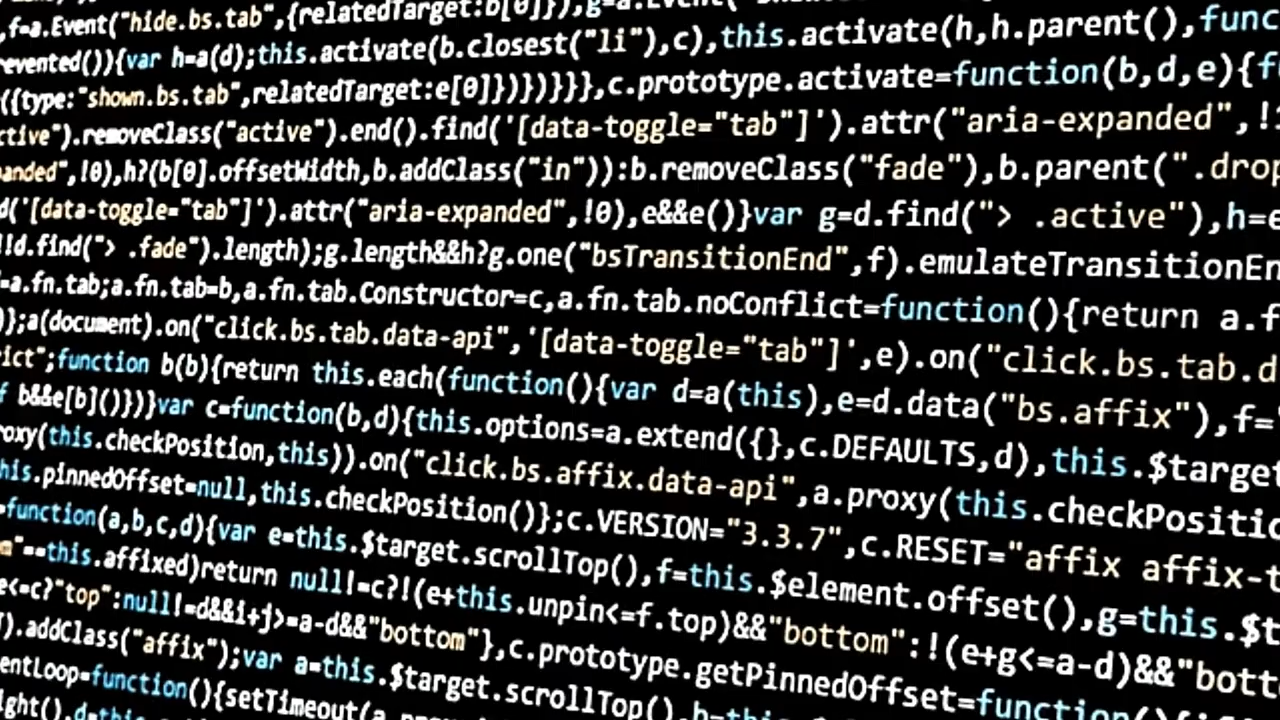 ,f=a.Event("hide.bs.tab",{relatedTarget:b[0]}),g=a.Event(
evented()){var h=a(d);this.activate(b.closest("li"),c),this.activate(h,h.parent(),func
({type:"shown.bs.tab",relatedTarget:e[0]})})}}},c.prototype.activate=function(b,d,e){f
ctive").removeClass("active").end().find('[data-toggle="tab"]').attr("aria-expanded",!
anded",!0),h?(b[0].offsetWidth,b.addClass("in")):b.removeClass("fade"),b.parent(".drop
d('[data-toggle="tab"]').attr("aria-expanded",!0),e&&e()}var g=d.find("> .active"),h=e
!!d.find("> .fade").length);g.length&&h?g.one("bsTransitionEnd",f).emulateTransitionEn
=a.fn.tab;a.fn.tab=b,a.fn.tab.Constructor=c,a.fn.tab.noConflict=function(){return a.f
)};a(document).on("click.bs.tab.data-api",'[data-toggle="tab"]',e).on("click.bs.tab.d
ict";function b(b){return this.each(function(){var d=a(this),e=d.data("bs.affix"),f=
f b&&e[b]()})}var c=function(b,d){this.options=a.extend({},c.DEFAULTS,d),this.$target
oxy(this.checkPosition,this)).on("click.bs.affix.data-api",a.proxy(this.checkPositio
his.pinnedOffset=null,this.checkPosition()};c.VERSION="3.3.7",c.RESET="affix affix-t
=function(a,b,c,d){var e=this.$target.scrollTop(),f=this.$element.offset(),g=this.$t
"==this.affixed)return null!=c?!(e+this.unpin<=f.top)&&"bottom":!(e+g<=a-d)&&"bott
e<=c?"top":null!=d&&i+j>=a-d&&"bottom"},c.prototype.getPinnedOffset=function(){if
).addClass("affix");var a=this.$target.scrollTop(),b=this
entLoop=function(){setTimeout(a.proxy
ight(),d=this